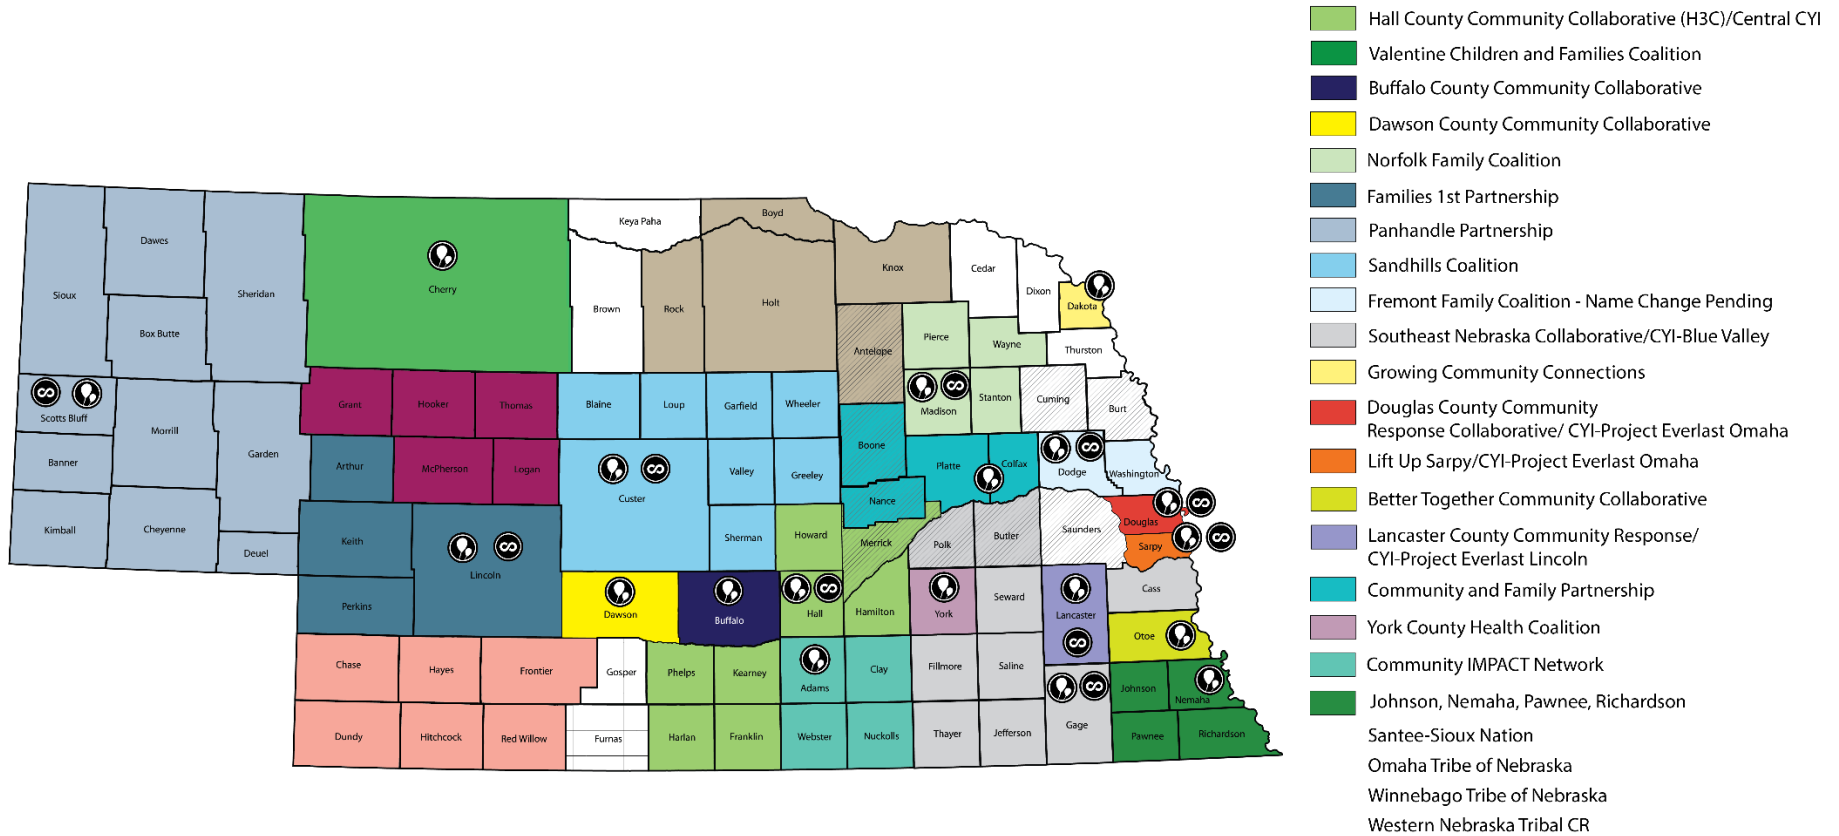 Hall County Community Collaborative (H3C)/Central CYI
Valentine Children and Families Coalition
Buffalo County Community Collaborative
Dawson County Community Collaborative
Norfolk Family Coalition
Families 1st Partnership
Panhandle Partnership
Sandhills Coalition
Fremont Family Coalition - Name Change Pending
Southeast Nebraska Collaborative/CYI-Blue Valley
Growing Community Connections
Douglas County Community
Response Collaborative/ CYI-Project Everlast Omaha
Lift Up Sarpy/CYI-Project Everlast Omaha
Better Together Community Collaborative
Lancaster County Community Response/
CYI-Project Everlast Lincoln
Community and Family Partnership
York County Health Coalition
Community IMPACT Network
Johnson, Nemaha, Pawnee, Richardson
Santee-Sioux Nation
Omaha Tribe of Nebraska
Winnebago Tribe of Nebraska
Western Nebraska Tribal CR
Sioux
Dawes
Box Butte
Sheridan
Scotts Bluff
Banner
Kimball
Morrill
Cheyenne
Garden
Deuel
Cherry
Keya Paha
Brown
Rock
Boyd
Holt
Knox
Antelope
Cedar
Dixon
Dakota
Pierce
Wayne
Thurston
Madison
Stanton
Cuming
Burt
Grant
Hooker
Thomas
Arthur
McPherson
Logan
Blaine
Loup
Garfield
Wheeler
Custer
Valley
Greeley
Sherman
Boone
Nance
Platte
Colfax
Dodge
Washington
Keith
Lincoln
Perkins
Howard
Merrick
Polk
Butler
Saunders
Douglas
Sarpy
Dawson
Buffalo
Hall
Hamilton
York
Seward
Lancaster
Cass
Otoe
Chase
Hayes
Frontier
Gosper
Phelps
Kearney
Adams
Clay
Fillmore
Saline
Gage
Johnson
Nemaha
Dundy
Hitchcock
Red Willow
Furnas
Harlan
Franklin
Webster
Nuckolls
Thayer
Jefferson
Pawnee
Richardson